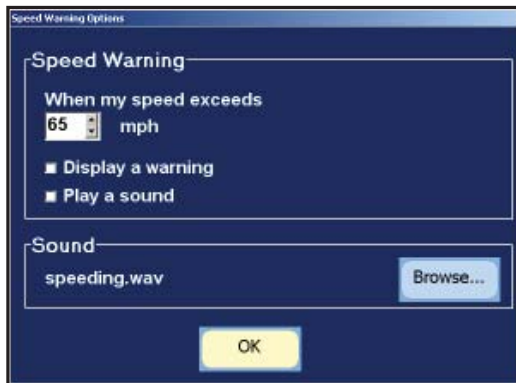 Speed Warning Options
Speed Warning
When my speed exceeds
65 mph
Display a warning
Play a sound
Sound
speeding.wav Browse...
OK